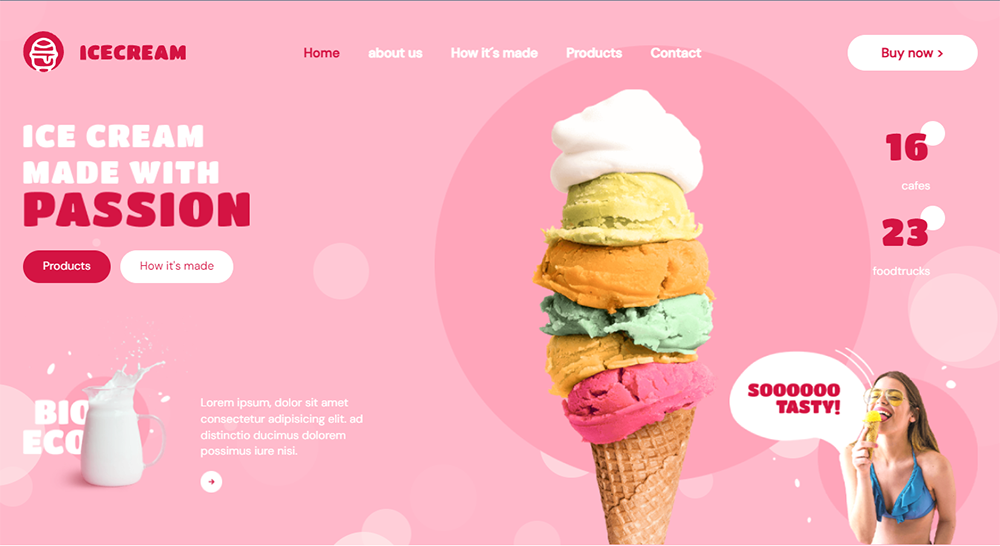 ICECREAM
Home about us How it´s made Products Contact
Buy now >
ICE CREAM
MADE WITH
PASSION
Products How it's made
16
cafes
23
foodtrucks
BIO
ECO
Lorem ipsum, dolor sit amet
consectetur adipisicing elit. ad
distinctio ducimus dolorem
possimus iure nisi.
SOOOOOO
TASTY!